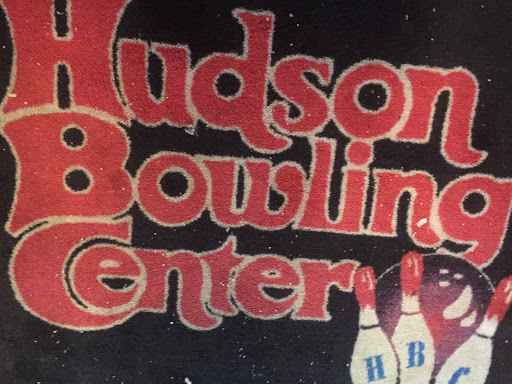 Hudson
Bowling
Center
H B C